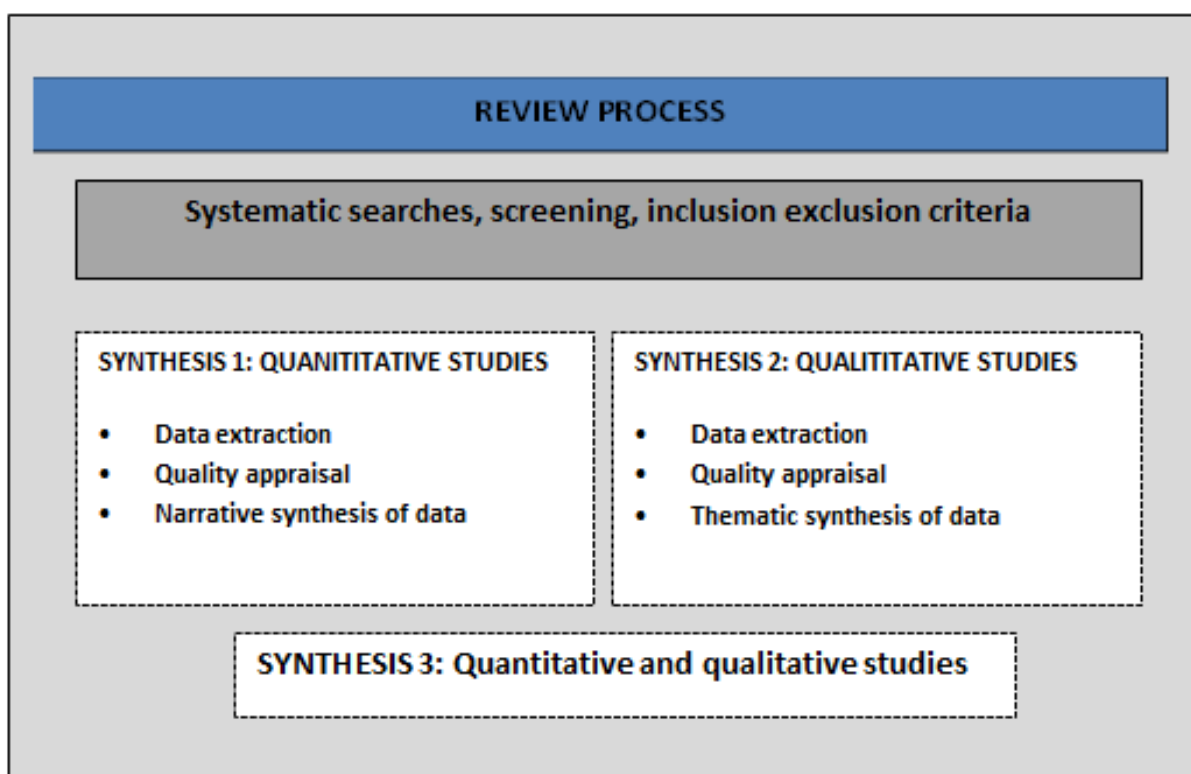 REVIEW PROCESS
Systematic searches, screening, inclusion exclusion criteria
SYNTHESIS 1: QUANITITATIVE STUDIES
• Data extraction
• Quality appraisal
• Narrative synthesis of data
SYNTHESIS 2: QUALITITATIVE STUDIES
• Data extraction
• Quality appraisal
• Thematic synthesis of data
SYNTHESIS 3: Quantitative and qualitative studies